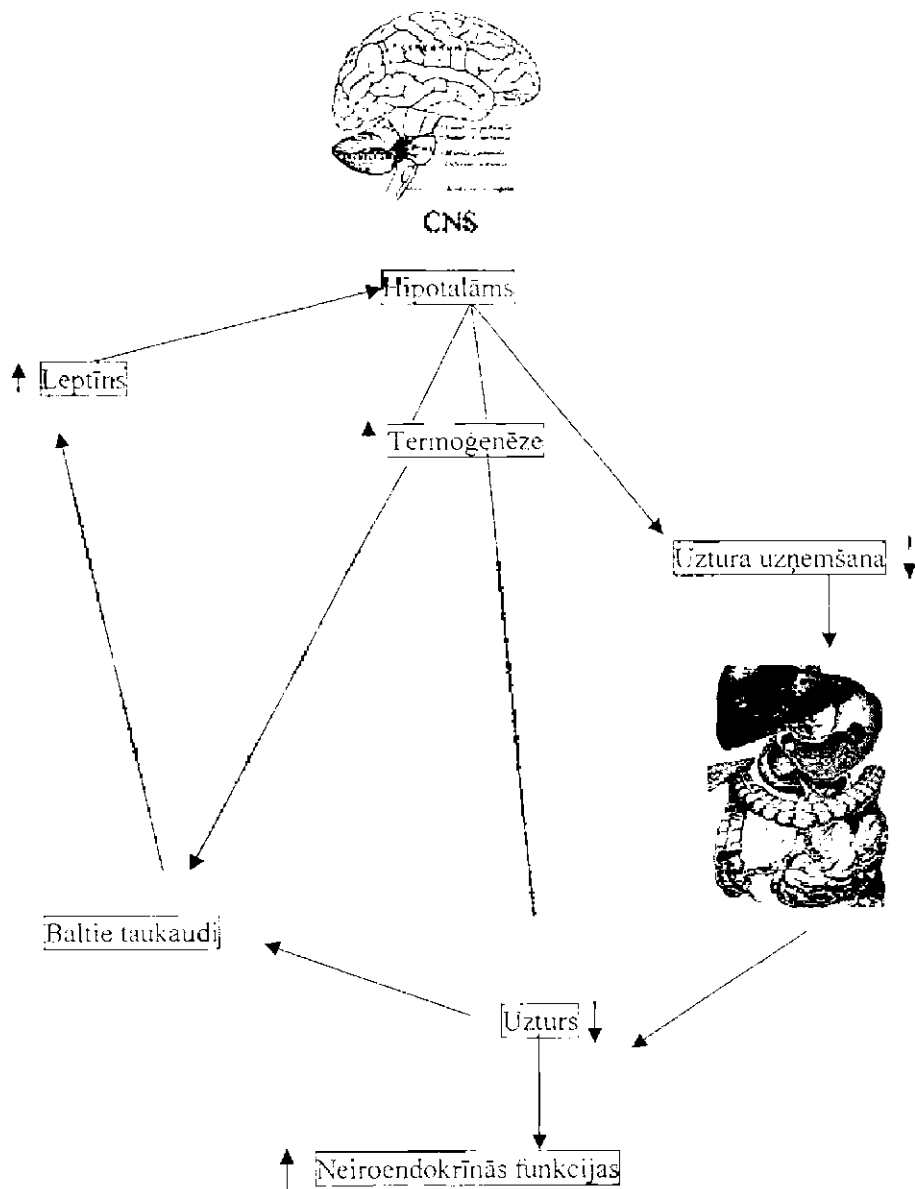 CNS
Hipotalāms
Leptīns
Termoģenēze
Uztura uzņemšana
Baltie taukaudi
Uzturs
Neiroendokrīnās funkcijas